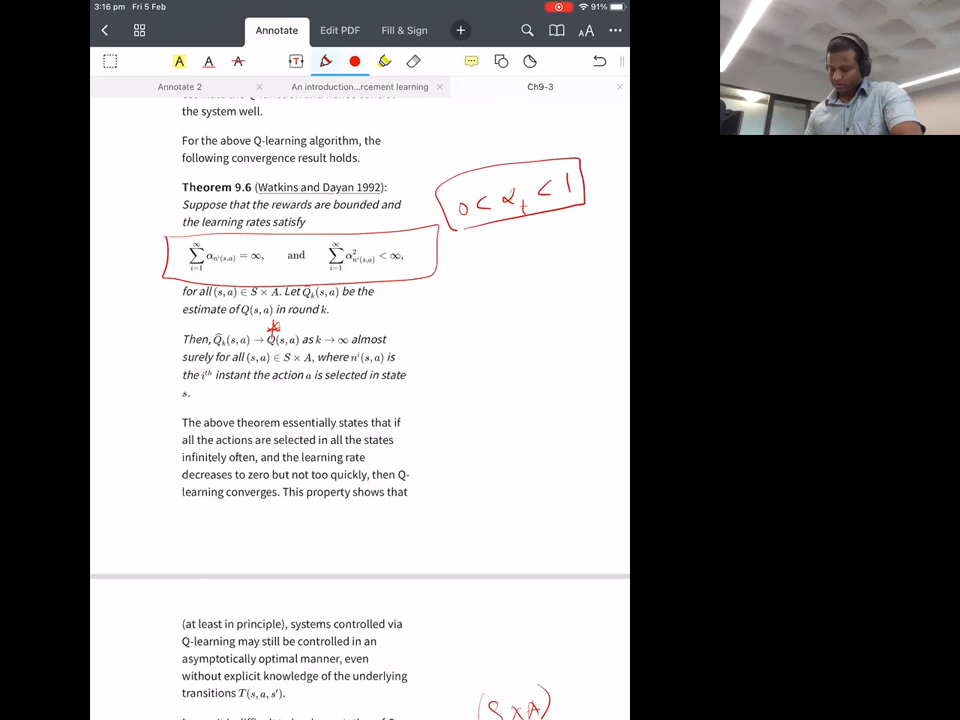 3:16 pm Fri 5 Feb
91%
Annotate Edit PDF Fill & Sign
Annotate 2 An introduction...rcement learning Ch9-3
the system well.
For the above Q-learning algorithm, the
following convergence result holds.
Theorem 9.6 (Watkins and Dayan 1992):
Suppose that the rewards are bounded and
the learning rates satisfy
0 < α_t < 1
∑_{i=1}^{∞} α_{n^i(s,a)} = ∞, and ∑_{i=1}^{∞} α²_{n^i(s,a)} < ∞,
for all (s, a) ∈ S × A. Let Q̂_k(s, a) be the
estimate of Q(s, a) in round k.
Then, Q̂_k(s, a) → Q*(s, a) as k → ∞ almost
surely for all (s, a) ∈ S × A, where n^i(s, a) is
the i^{th} instant the action a is selected in state
s.
The above theorem essentially states that if
all the actions are selected in all the states
infinitely often, and the learning rate
decreases to zero but not too quickly, then Q-
learning converges. This property shows that
(at least in principle), systems controlled via
Q-learning may still be controlled in an
asymptotically optimal manner, even
without explicit knowledge of the underlying
transitions T(s, a, s′).
(S × A)